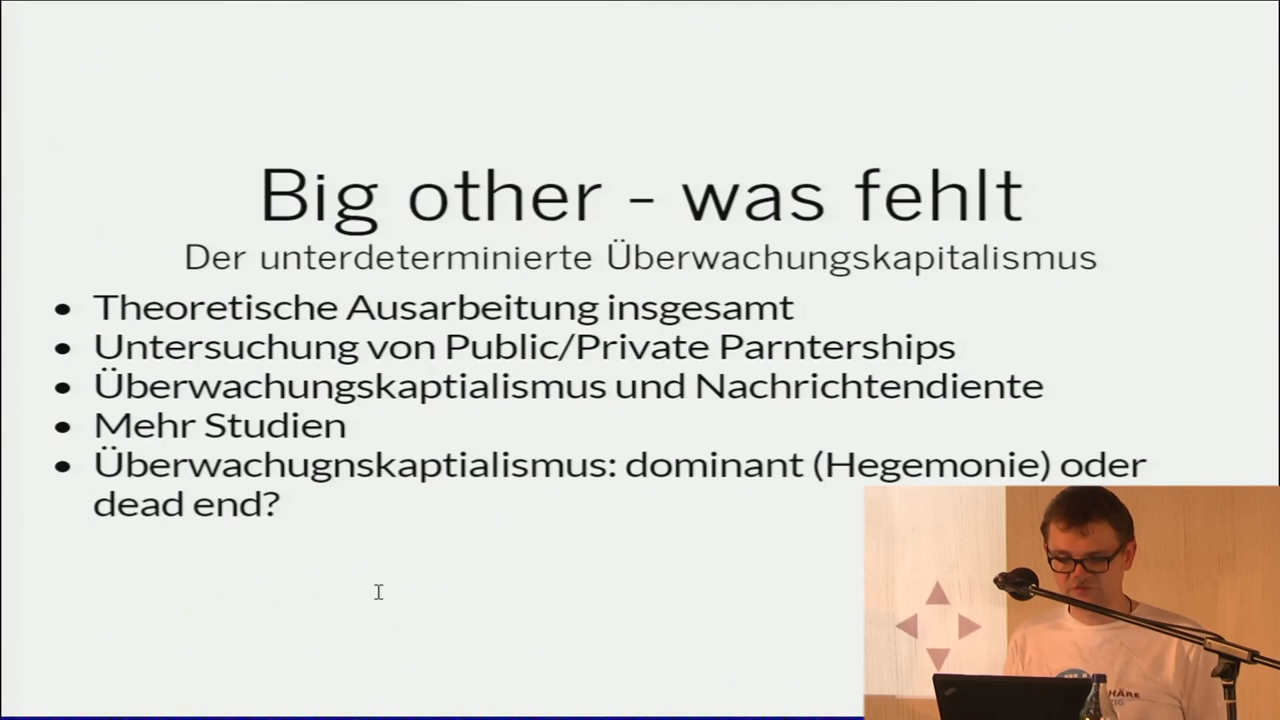 Big other - was fehlt
Der unterdeterminierte Überwachungskapitalismus
• Theoretische Ausarbeitung insgesamt
• Untersuchung von Public/Private Parnterships
• Überwachungskaptialismus und Nachrichtendiente
• Mehr Studien
• Überwachugnskaptialismus: dominant (Hegemonie) oder
dead end?